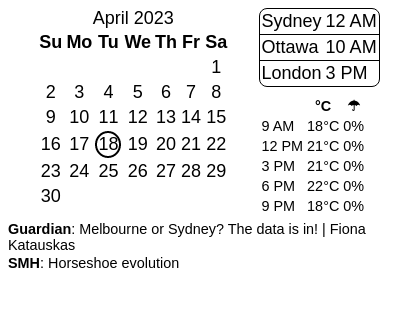 April 2023
Su Mo Tu We Th Fr Sa
1
2 3 4 5 6 7 8
9 10 11 12 13 14 15
16 17 18 19 20 21 22
23 24 25 26 27 28 29
30
Sydney 12 AM
Ottawa 10 AM
London 3 PM
°C ☂
9 AM 18°C 0%
12 PM 21°C 0%
3 PM 21°C 0%
6 PM 22°C 0%
9 PM 18°C 0%
Guardian: Melbourne or Sydney? The data is in! | Fiona
Katauskas
SMH: Horseshoe evolution